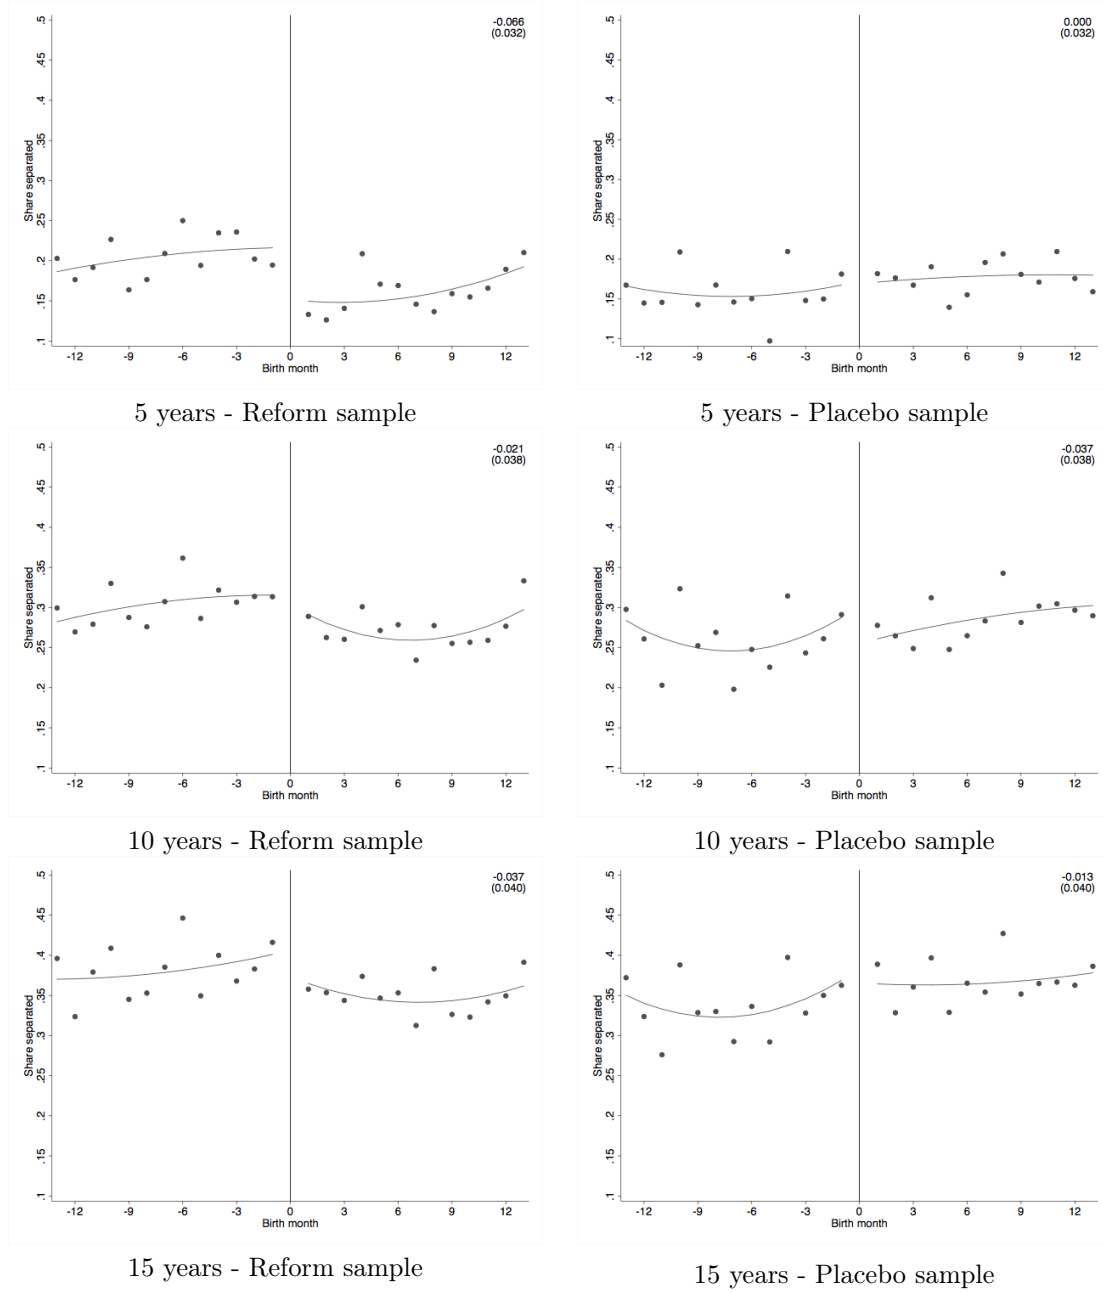 -0.066
(0.032)
Share separated
.5
.45
.4
.35
.3
.25
.2
.15
.1
-12 -9 -6 -3 0 3 6 9 12
Birth month
5 years - Reform sample
0.000
(0.032)
Share separated
.5
.45
.4
.35
.3
.25
.2
.15
.1
-12 -9 -6 -3 0 3 6 9 12
Birth month
5 years - Placebo sample
-0.021
(0.038)
Share separated
.5
.45
.4
.35
.3
.25
.2
.15
.1
-12 -9 -6 -3 0 3 6 9 12
Birth month
10 years - Reform sample
-0.037
(0.038)
Share separated
.5
.45
.4
.35
.3
.25
.2
.15
.1
-12 -9 -6 -3 0 3 6 9 12
Birth month
10 years - Placebo sample
-0.037
(0.040)
Share separated
.5
.45
.4
.35
.3
.25
.2
.15
.1
-12 -9 -6 -3 0 3 6 9 12
Birth month
15 years - Reform sample
-0.013
(0.040)
Share separated
.5
.45
.4
.35
.3
.25
.2
.15
.1
-12 -9 -6 -3 0 3 6 9 12
Birth month
15 years - Placebo sample